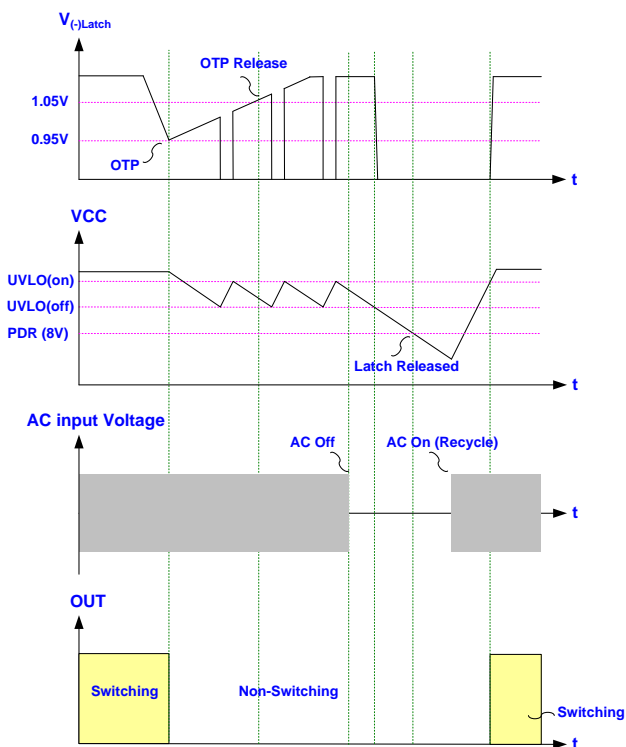 V(-)Latch
OTP Release
1.05V
0.95V
OTP
t
VCC
UVLO(on)
UVLO(off)
PDR (8V)
Latch Released
t
AC input Voltage
AC Off
AC On (Recycle)
t
OUT
Switching
Non-Switching
Switching
t